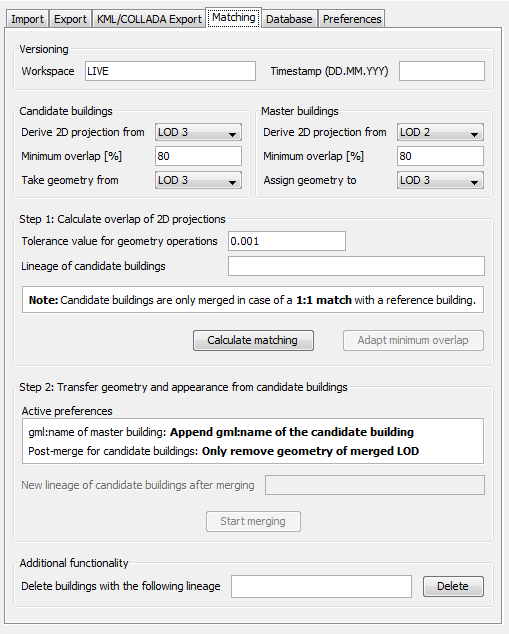 Import Export KML/COLLADA Export Matching Database Preferences
Versioning
Workspace LIVE Timestamp (DD.MM.YYY)
Candidate buildings Master buildings
Derive 2D projection from LOD 3 Derive 2D projection from LOD 2
Minimum overlap [%] 80 Minimum overlap [%] 80
Take geometry from LOD 3 Assign geometry to LOD 3
Step 1: Calculate overlap of 2D projections
Tolerance value for geometry operations 0.001
Lineage of candidate buildings
Note: Candidate buildings are only merged in case of a 1:1 match with a reference building.
Calculate matching Adapt minimum overlap
Step 2: Transfer geometry and appearance from candidate buildings
Active preferences
gml:name of master building: Append gml:name of the candidate building
Post-merge for candidate buildings: Only remove geometry of merged LOD
New lineage of candidate buildings after merging
Start merging
Additional functionality
Delete buildings with the following lineage Delete